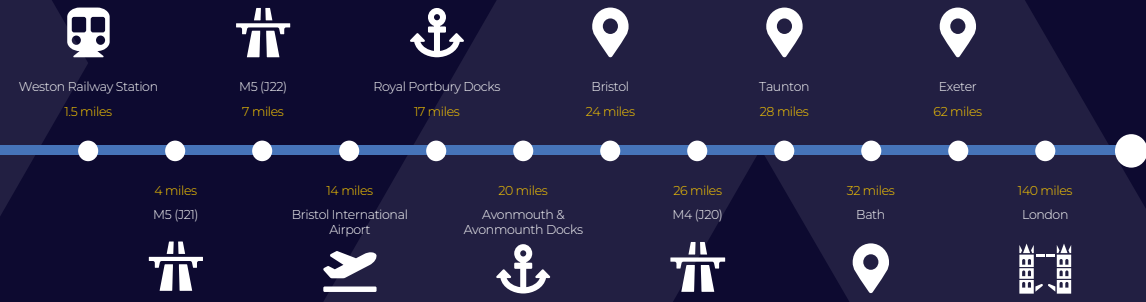 Weston Railway Station
1.5 miles
M5 (J22)
7 miles
Royal Portbury Docks
17 miles
Bristol
24 miles
Taunton
28 miles
Exeter
62 miles
4 miles
M5 (J21)
14 miles
Bristol International
Airport
20 miles
Avonmouth &
Avonmounth Docks
26 miles
M4 (J20)
32 miles
Bath
140 miles
London